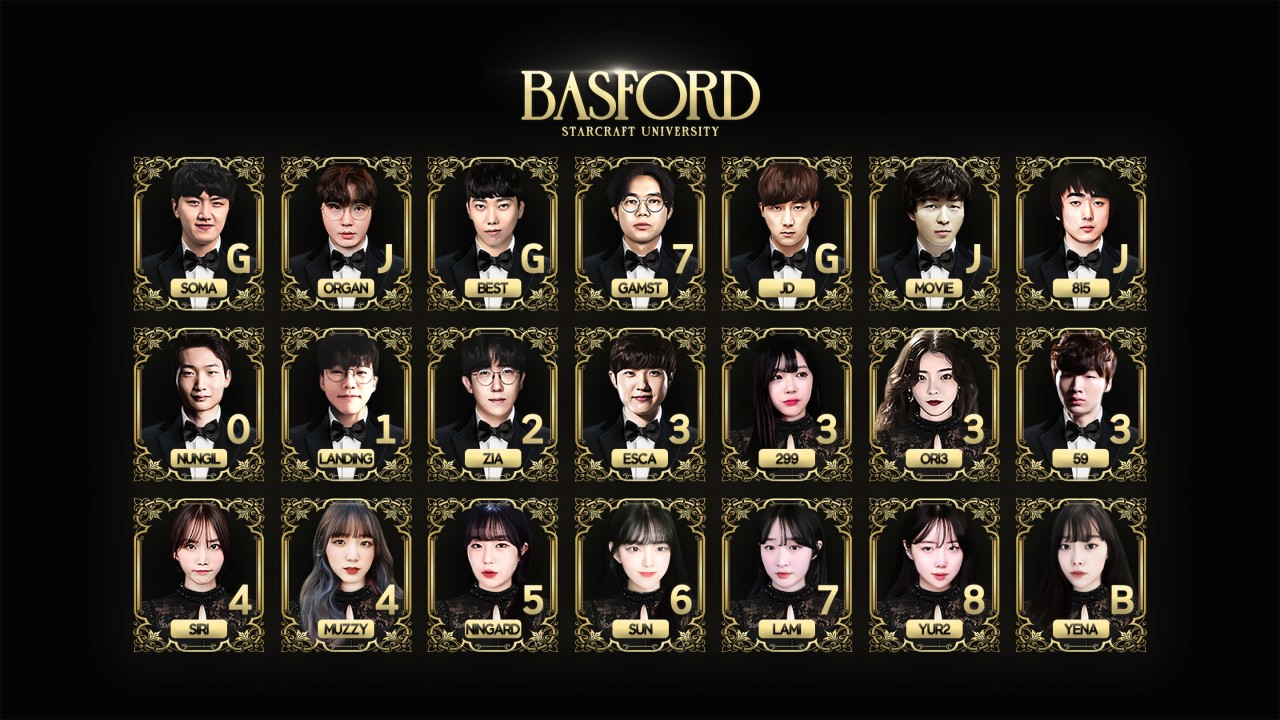 BASFORD
STARCRAFT UNIVERSITY
G J G 7 G J J
SOMA ORGAN BEST GAMST JD MOVIE 815
0 1 2 3 3 3 3
NUNGIL LANDING ZIA ESCA 299 ORI3 59
4 4 5 6 7 8 B
SIRI MUZZY NINGARD SUN LAMI YUR2 YENA